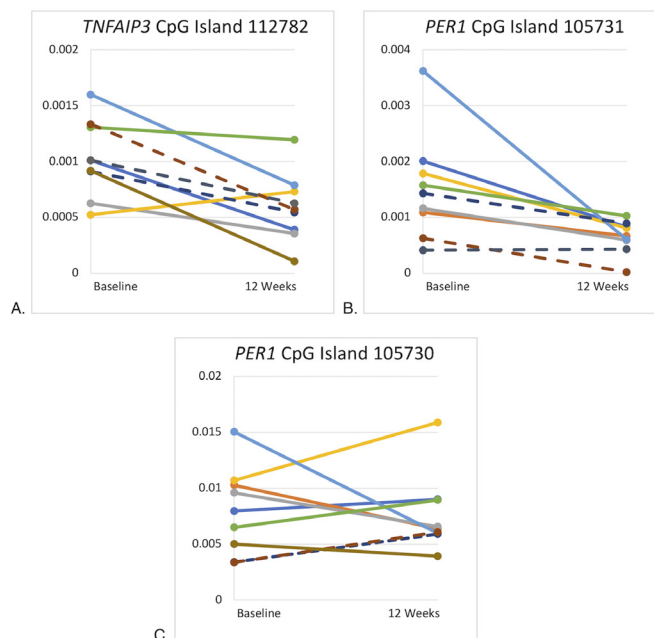 TNFAIP3 CpG Island 112782
0.002
0.0015
0.001
0.0005
0
Baseline 12 Weeks
A.
PER1 CpG Island 105731
0.004
0.003
0.002
0.001
0
Baseline 12 Weeks
B.
PER1 CpG Island 105730
0.02
0.015
0.01
0.005
0
Baseline 12 Weeks
C.